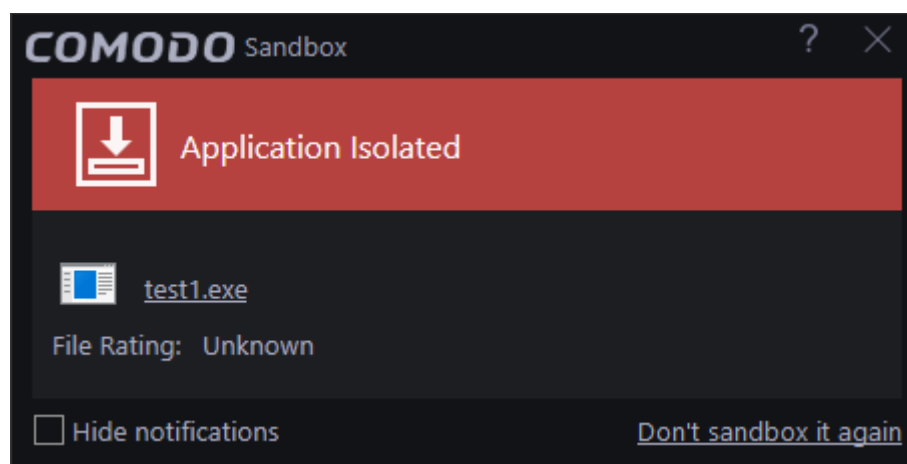 COMODO Sandbox ?
Application Isolated
test1.exe
File Rating: Unknown
Hide notifications Don't sandbox it again